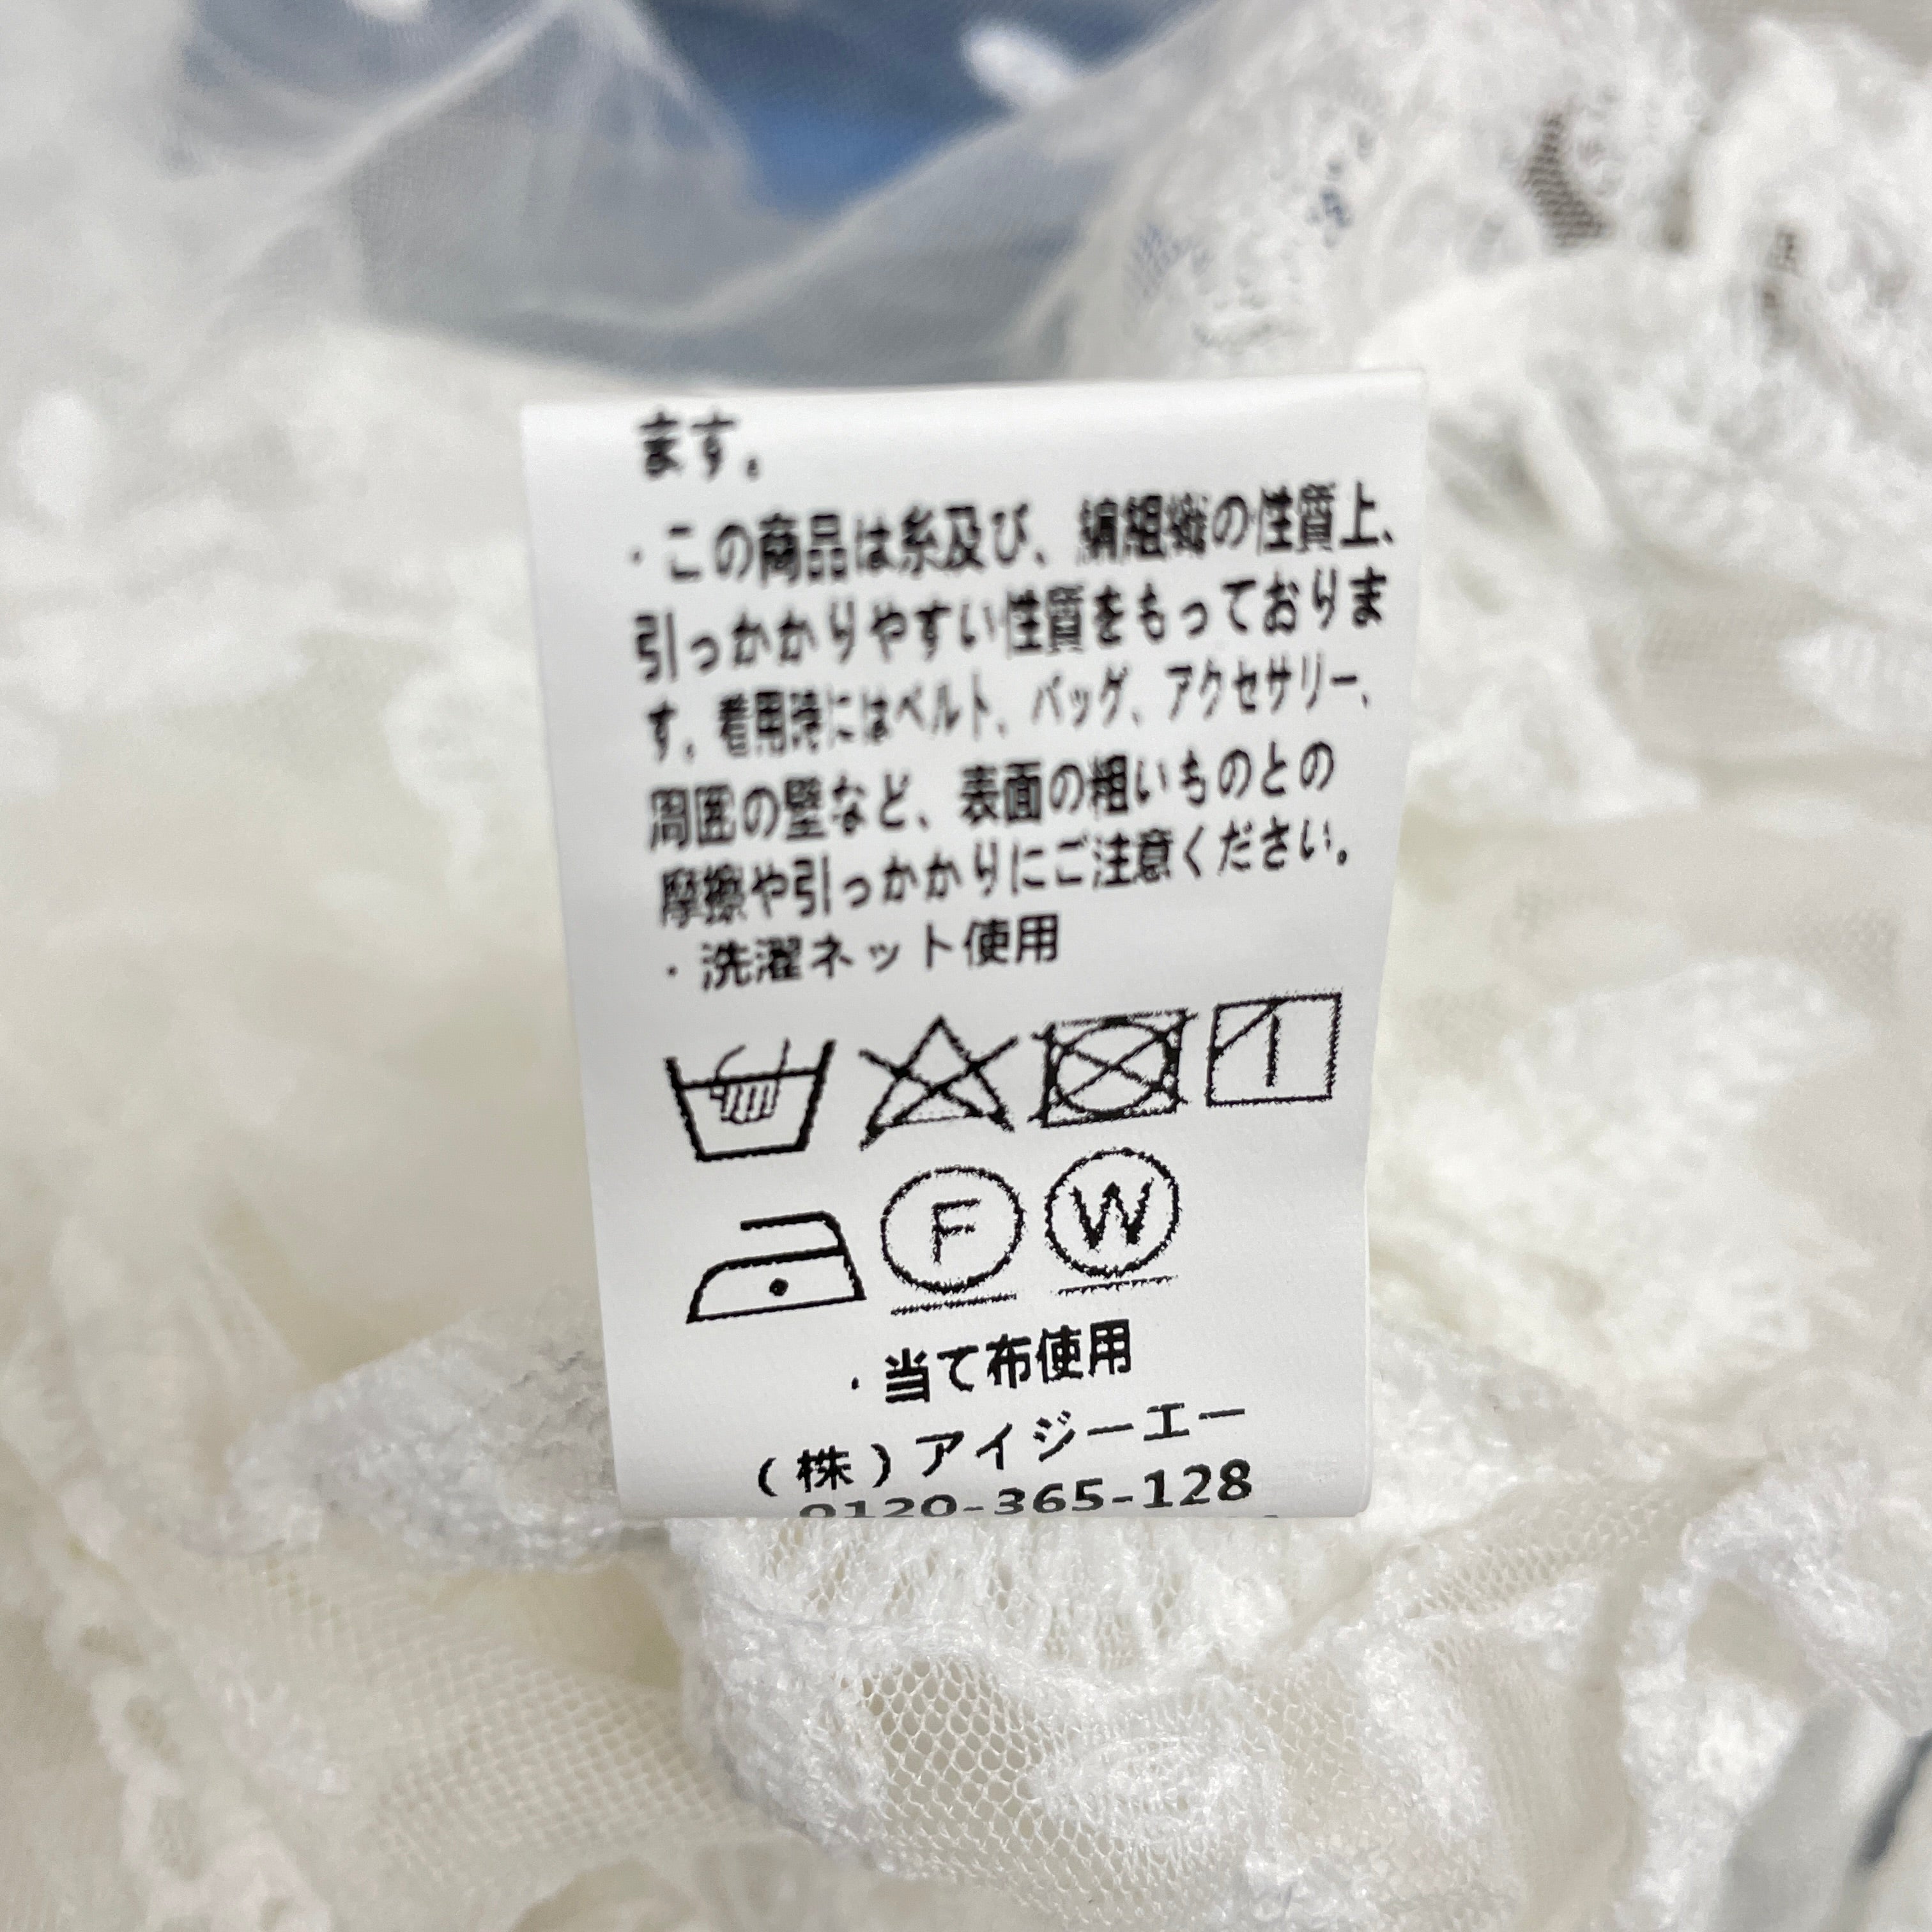 ます。
・この商品は糸及び、編組織の性質上、
引っかかりやすい性質をもっておりま
す。着用時にはベルト、バッグ、アクセサリー、
周囲の壁など、表面の粗いものとの
摩擦や引っかかりにご注意ください。
・洗濯ネット使用
F W
・当て布使用
(株)アイジーエー
0120-365-128